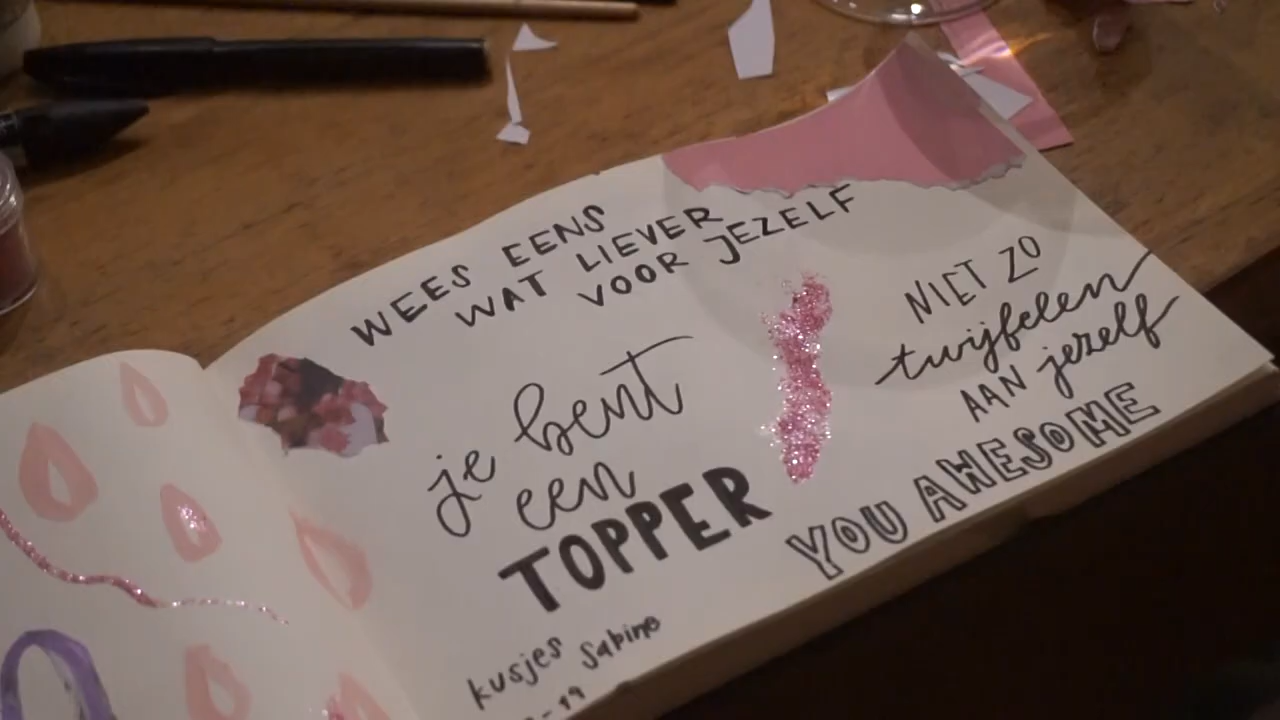 WEES EENS
WAT LIEVER
VOOR JEZELF
je bent
een
TOPPER
NIET ZO
twijfelen
AAN jezelf
YOU AWESOME
kusjes Sabine
-19